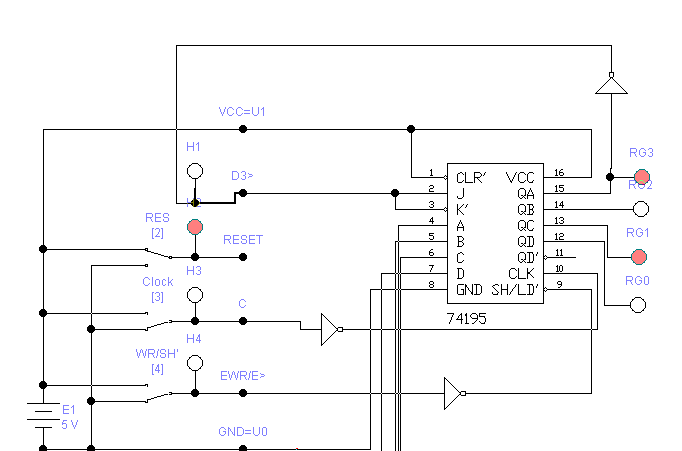 VCC=U1
H1
RG3
1 CLR' VCC 16
D3>
2 J QA 15
RG2
3 K' QB 14
RES
[2]
4 A QC 13
RG1
RESET
5 B QD 12
6 C QD' 11
H3
Clock
[3]
7 D CLK 10
RG0
8 GND SH/LD' 9
C
74195
H4
WR/SH'
[4]
EWR/E>
E1
5 V
GND=U0